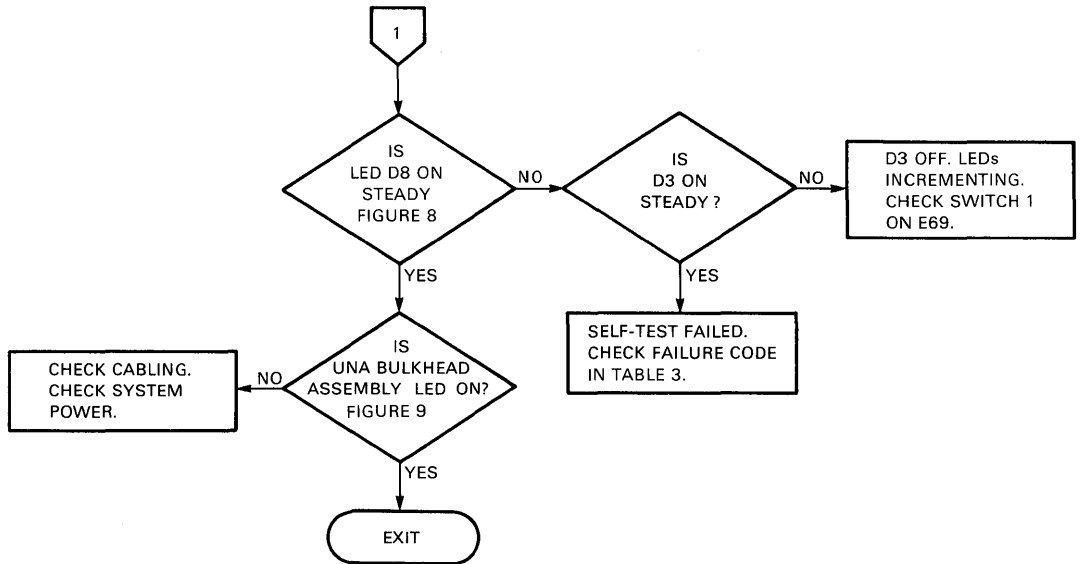 1
IS
LED D8 ON
STEADY
FIGURE 8
NO
IS
D3 ON
STEADY ?
NO
D3 OFF. LEDs
INCREMENTING.
CHECK SWITCH 1
ON E69.
YES
YES
SELF-TEST FAILED.
CHECK FAILURE CODE
IN TABLE 3.
IS
UNA BULKHEAD
ASSEMBLY LED ON?
FIGURE 9
NO
CHECK CABLING.
CHECK SYSTEM
POWER.
YES
EXIT